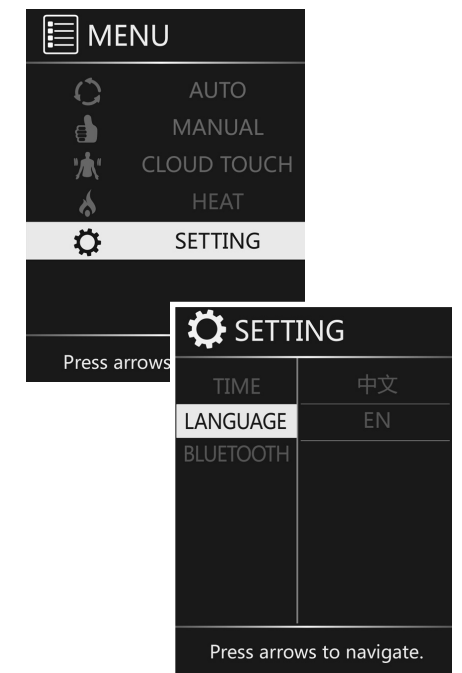 MENU
AUTO
MANUAL
CLOUD TOUCH
HEAT
SETTING
Press arrows
SETTING
TIME
中文
LANGUAGE
EN
BLUETOOTH
Press arrows to navigate.